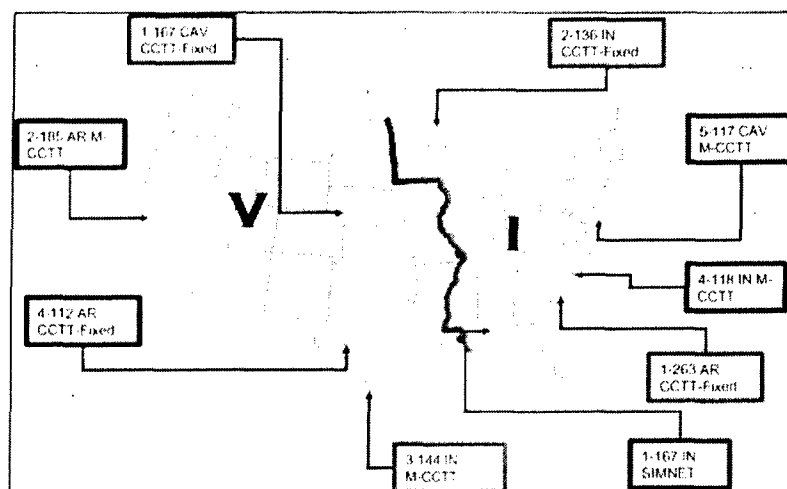 1-167 CAV
CCTT-Fixed
2-136 IN
CCTT-Fixed
2-185 AR M-
CCTT
5-117 CAV
M-CCTT
V
I
4-118 IN M-
CCTT
4-112 AR
CCTT-Fixed
1-263 AR
CCTT-Fixed
3-144 IN
M-CCTT
1-167 IN
SIMNET